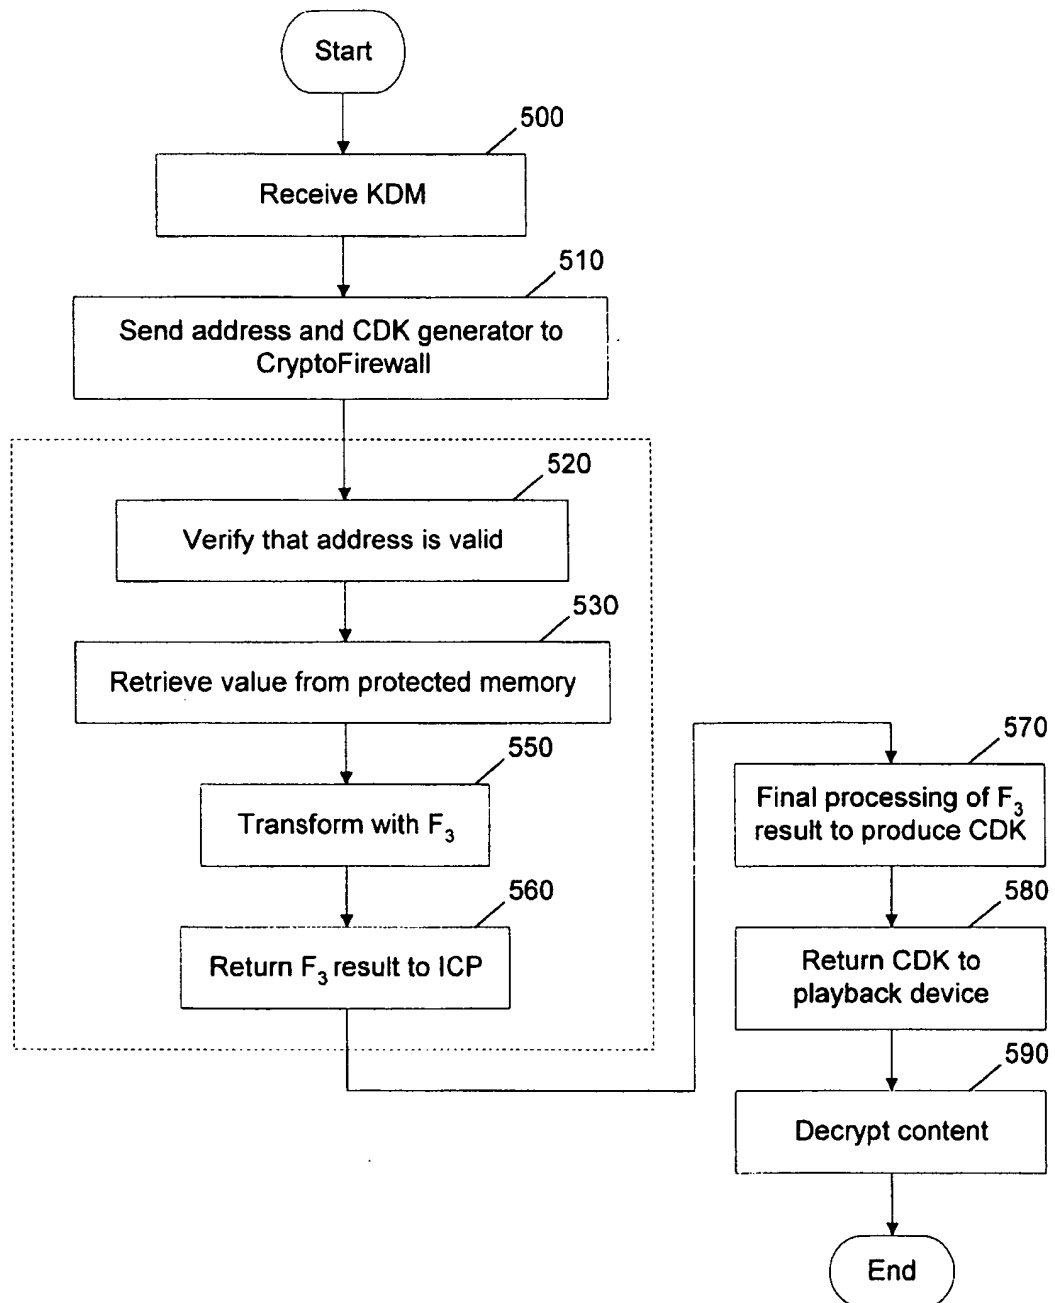 Start
500
Receive KDM
510
Send address and CDK generator to
CryptoFirewall
520
Verify that address is valid
530
Retrieve value from protected memory
550
Transform with F₃
560
Return F₃ result to ICP
570
Final processing of F₃
result to produce CDK
580
Return CDK to
playback device
590
Decrypt content
End